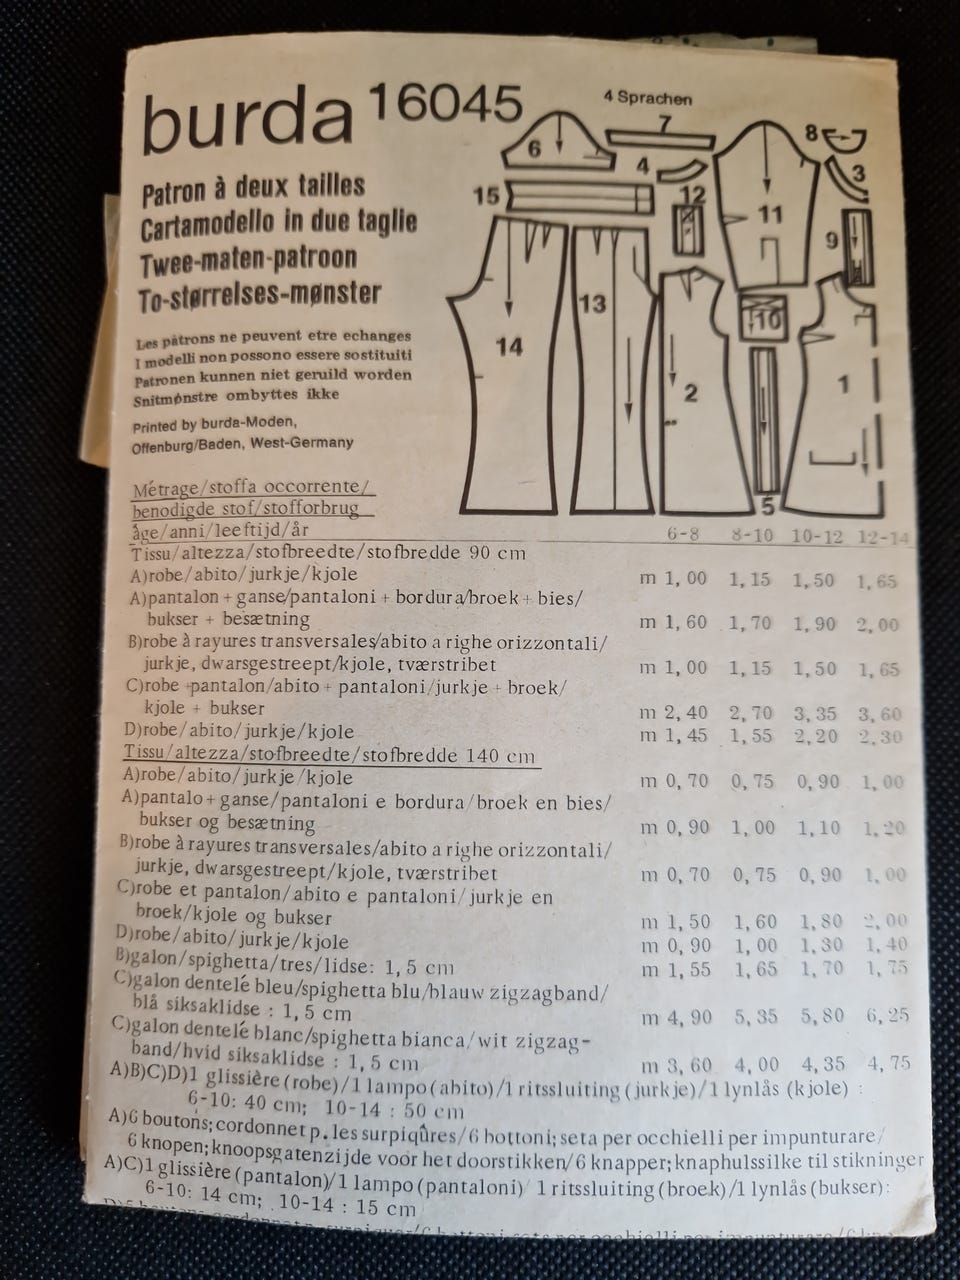 burda 16045
4 Sprachen
6
7
8
4
3
15
12
11
9
10
13
14
2
1
5
Patron à deux tailles
Cartamodello in due taglie
Twee-maten-patroon
To-størrelses-mønster
Les pátrons ne peuvent etre echanges
I modelli non possono essere sostituiti
Patronen kunnen niet geruild worden
Snitmønstre ombyttes ikke
Printed by burda-Moden,
Offenburg/Baden, West-Germany
Métrage/stoffa occorrente/
benodigde stof/stofforbrug
âge/anni/leeftijd/år 6-8 8-10 10-12 12-14
Tissu/altezza/stofbreedte/stofbredde 90 cm
A)robe/abito/jurkje/kjole m 1,00 1,15 1,50 1,65
A)pantalon + ganse/pantaloni + bordura/broek + bies/
bukser + besætning m 1,60 1,70 1,90 2,00
B)robe à rayures transversales/abito a righe orizzontali/
jurkje, dwarsgestreept/kjole, tværstribet m 1,00 1,15 1,50 1,65
C)robe +pantalon/abito + pantaloni/jurkje + broek/
kjole + bukser m 2,40 2,70 3,35 3,60
D)robe/abito/jurkje/kjole m 1,45 1,55 2,20 2,30
Tissu/altezza/stofbreedte/stofbredde 140 cm
A)robe/abito/jurkje/kjole m 0,70 0,75 0,90 1,00
A)pantalo + ganse/pantaloni e bordura/broek en bies/
bukser og besætning m 0,90 1,00 1,10 1,20
B)robe à rayures transversales/abito a righe orizzontali/
jurkje, dwarsgestreept/kjole, tværstribet m 0,70 0,75 0,90 1,00
C)robe et pantalon/abito e pantaloni/jurkje en
broek/kjole og bukser m 1,50 1,60 1,80 2,00
D)robe/abito/jurkje/kjole m 0,90 1,00 1,30 1,40
B)galon/spighetta/tres/lidse: 1,5 cm m 1,55 1,65 1,70 1,75
C)galon dentelé bleu/spighetta blu/blauw zigzagband/
blå siksaklidse : 1,5 cm m 4,90 5,35 5,80 6,25
C)galon dentelé blanc/spighetta bianca/wit zigzag-
band/hvid siksaklidse : 1,5 cm m 3,60 4,00 4,35 4,75
A)B)C)D)1 glissière (robe)/1 lampo (abito)/1 ritssluiting (jurkje)/1 lynlås (kjole) :
6-10: 40 cm; 10-14 : 50 cm
A)6 boutons; cordonnet p. les surpiqûres/6 bottoni; seta per occhielli per impunturare/
6 knopen; knoopsgatenzijde voor het doorstikken/6 knapper; knaphulssilke til stikninger
A)C)1 glissière (pantalon)/1 lampo (pantaloni)/ 1 ritssluiting (broek)/1 lynlås (bukser):
6-10: 14 cm; 10-14 : 15 cm